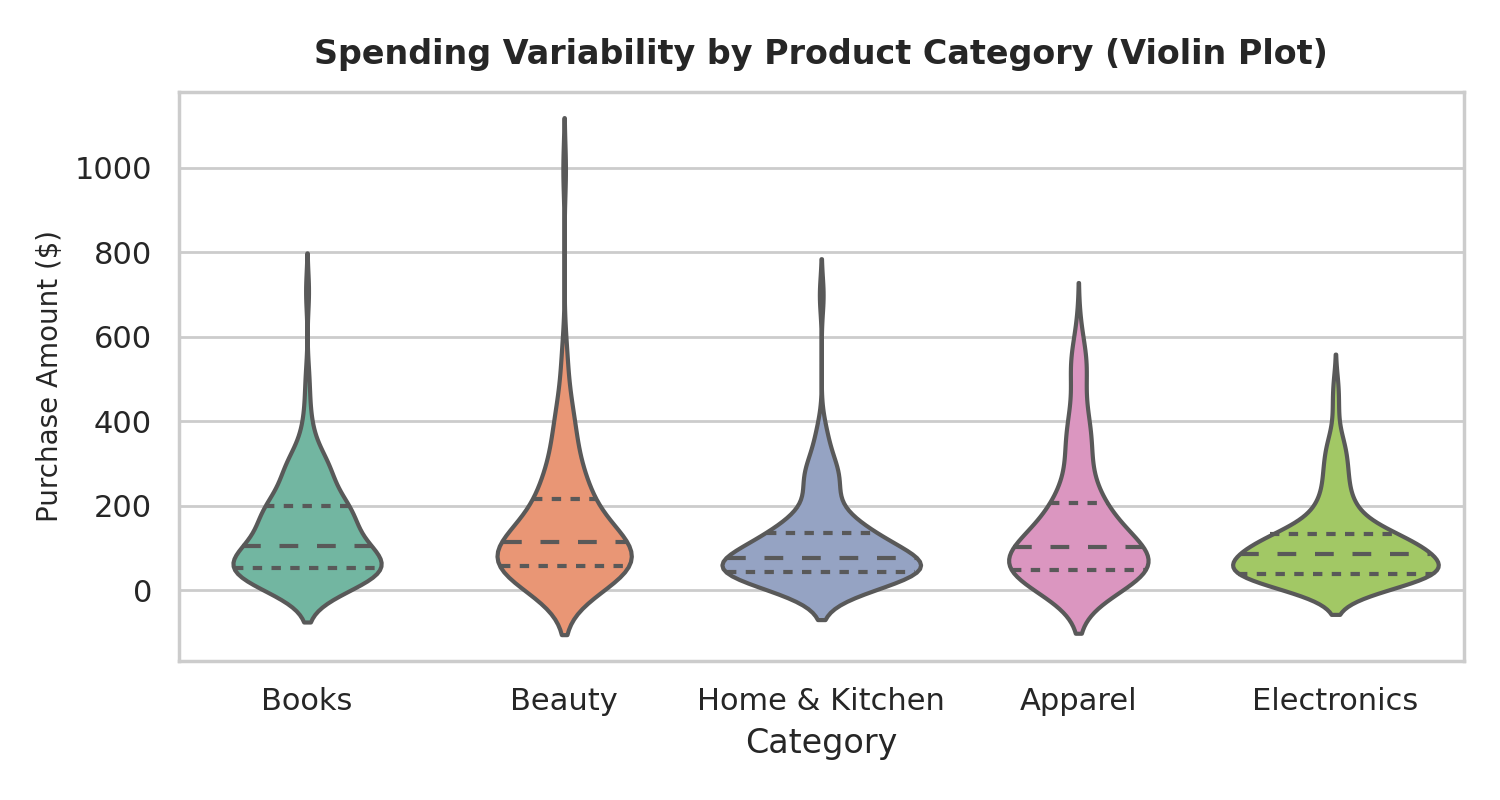 Spending Variability by Product Category (Violin Plot)
Purchase Amount ($)
1000
800
600
400
200
0
Books Beauty Home & Kitchen Apparel Electronics
Category